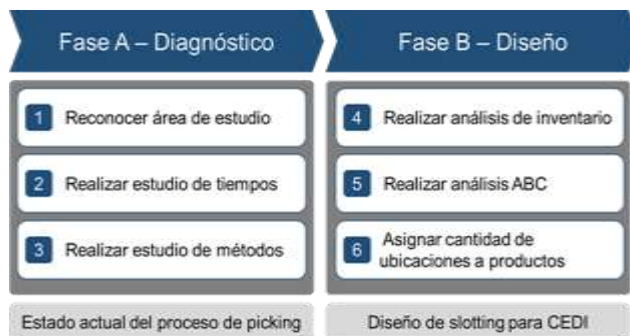 Fase A – Diagnóstico
1 Reconocer área de estudio
2 Realizar estudio de tiempos
3 Realizar estudio de métodos
Estado actual del proceso de picking
Fase B – Diseño
4 Realizar análisis de inventario
5 Realizar análisis ABC
6 Asignar cantidad de
ubicaciones a productos
Diseño de slotting para CEDI